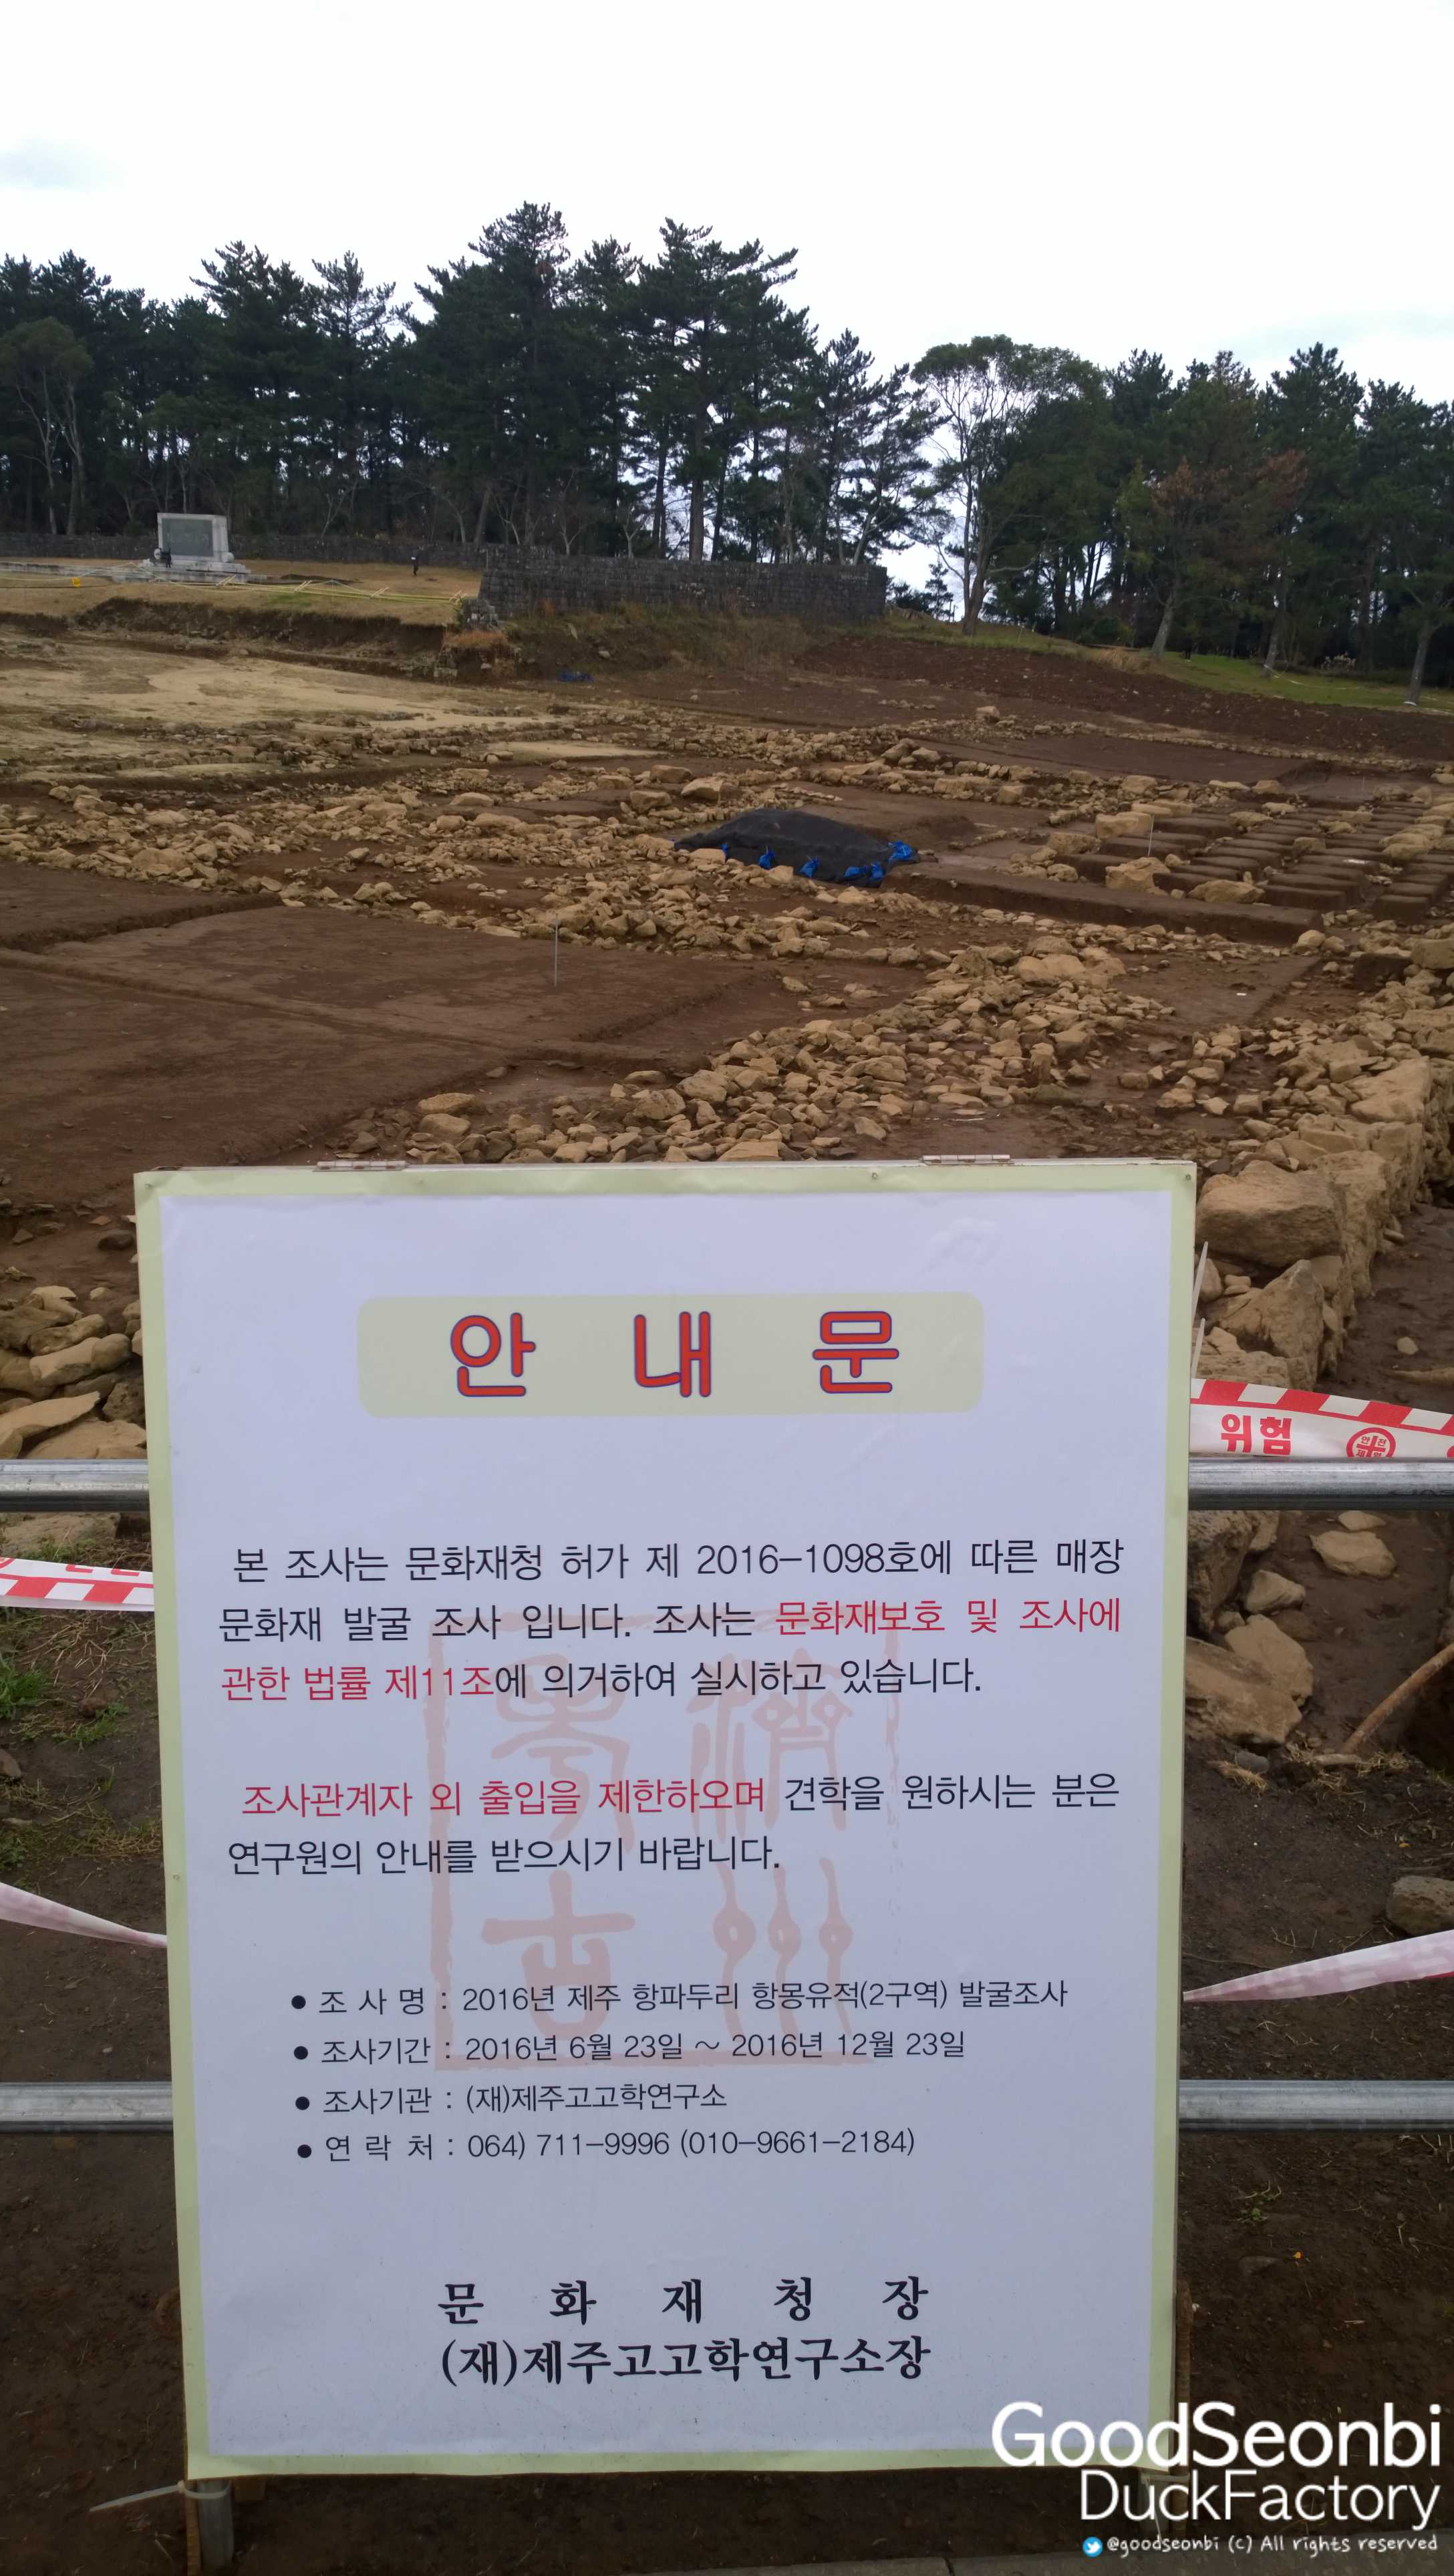 안 내 문
위험
본 조사는 문화재청 허가 제 2016-1098호에 따른 매장
문화재 발굴 조사 입니다. 조사는 문화재보호 및 조사에
관한 법률 제11조에 의거하여 실시하고 있습니다.
조사관계자 외 출입을 제한하오며 견학을 원하시는 분은
연구원의 안내를 받으시기 바랍니다.
● 조 사 명 : 2016년 제주 항파두리 항몽유적(2구역) 발굴조사
● 조사기간 : 2016년 6월 23일 ~ 2016년 12월 23일
● 조사기관 : (재)제주고고학연구소
● 연 락 처 : 064) 711-9996 (010-9661-2184)
문 화 재 청 장
(재)제주고고학연구소장
GoodSeonbi
DuckFactory
@goodseonbi (c) All rights reserved